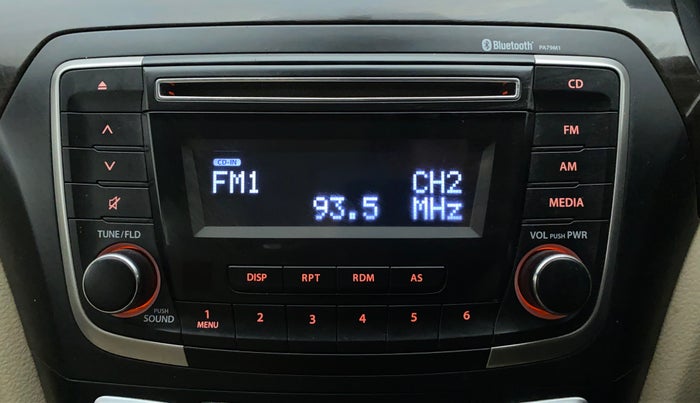 Bluetooth PA79M1
CD
FM
AM
MEDIA
CD-IN
FM1 CH2
93.5 MHz
TUNE/FLD
VOL PUSH PWR
DISP RPT RDM AS
PUSH
SOUND
1 2 3 4 5 6
MENU